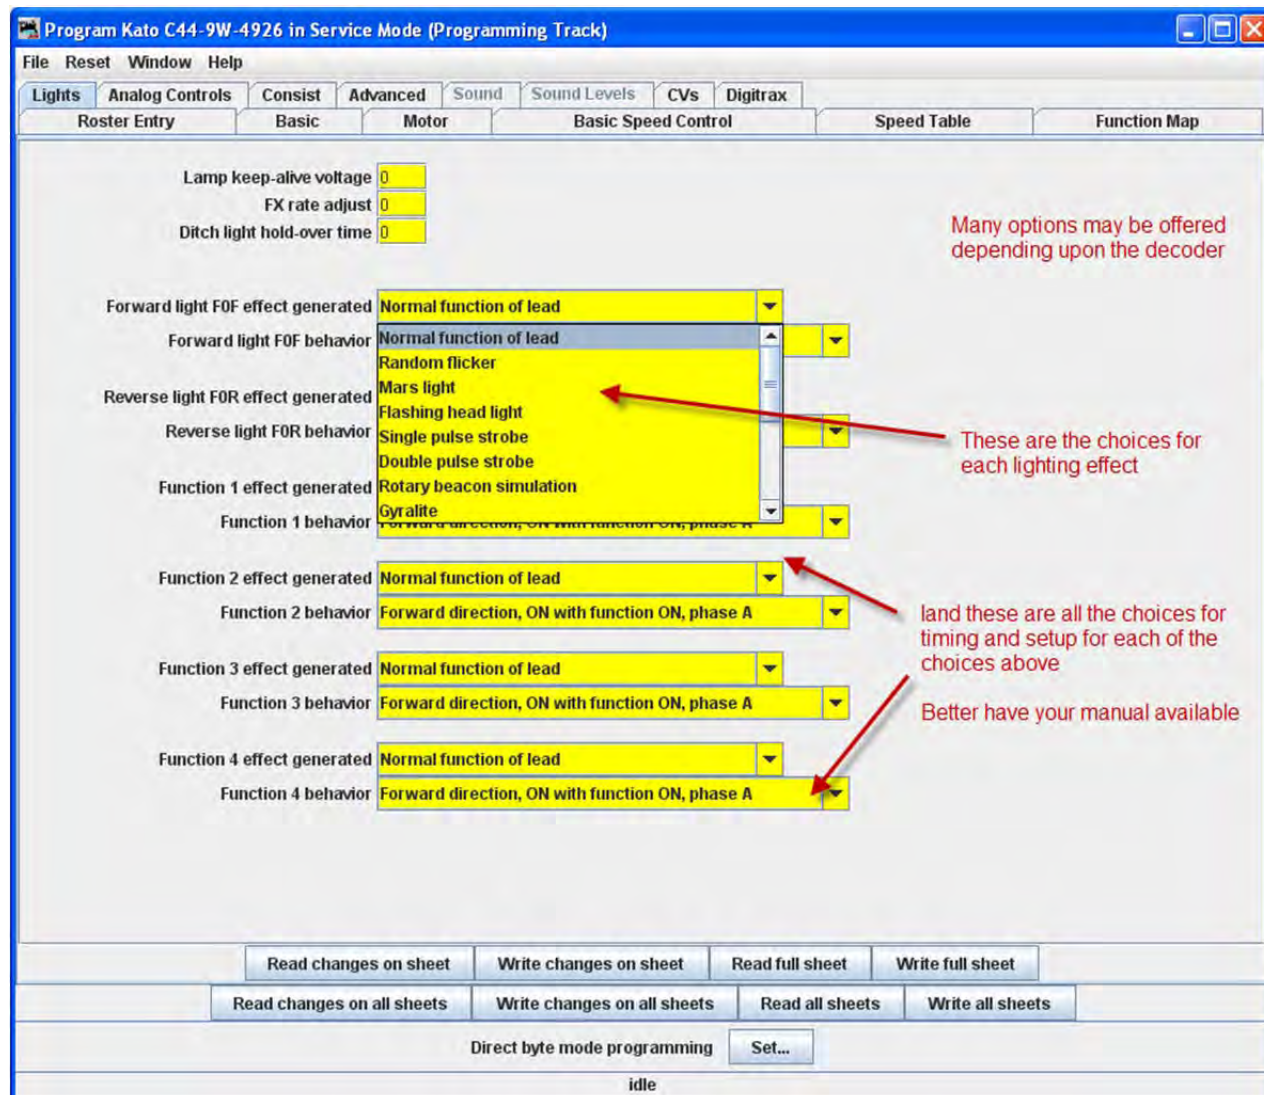 Program Kato C44-9W-4926 in Service Mode (Programming Track)
File Reset Window Help
Lights Analog Controls Consist Advanced Sound Sound Levels CVs Digitrax
Roster Entry Basic Motor Basic Speed Control Speed Table Function Map
Lamp keep-alive voltage 0
FX rate adjust 0
Ditch light hold-over time 0
Many options may be offered
depending upon the decoder
Forward light F0F effect generated Normal function of lead
Forward light F0F behavior
Normal function of lead
Random flicker
Mars light
Flashing head light
Single pulse strobe
Double pulse strobe
Rotary beacon simulation
Gyralite
Reverse light F0R effect generated
Reverse light F0R behavior
These are the choices for
each lighting effect
Function 1 effect generated
Function 1 behavior Forward direction, ON with function ON, phase A
Function 2 effect generated Normal function of lead
Function 2 behavior Forward direction, ON with function ON, phase A
land these are all the choices for
timing and setup for each of the
choices above
Better have your manual available
Function 3 effect generated Normal function of lead
Function 3 behavior Forward direction, ON with function ON, phase A
Function 4 effect generated Normal function of lead
Function 4 behavior Forward direction, ON with function ON, phase A
Read changes on sheet Write changes on sheet Read full sheet Write full sheet
Read changes on all sheets Write changes on all sheets Read all sheets Write all sheets
Direct byte mode programming Set...
idle